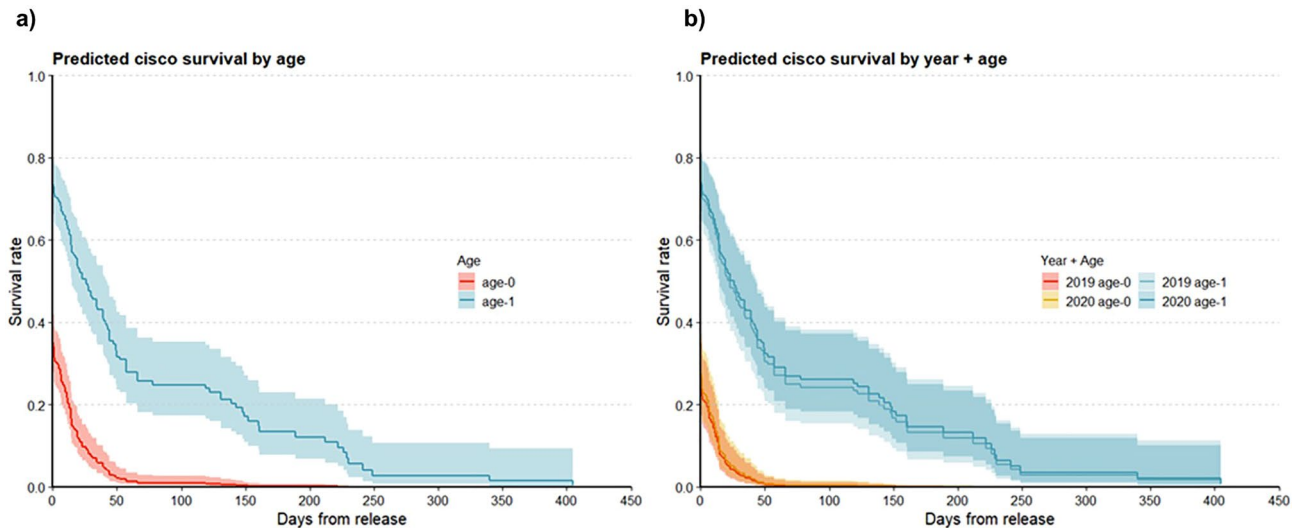 a)
Predicted cisco survival by age
1.0
0.8
0.6
0.4
0.2
0.0
Survival rate
0 50 100 150 200 250 300 350 400 450
Days from release
Age
age-0
age-1
b)
Predicted cisco survival by year + age
1.0
0.8
0.6
0.4
0.2
0.0
Survival rate
0 50 100 150 200 250 300 350 400 450
Days from release
Year + Age
2019 age-0 2019 age-1
2020 age-0 2020 age-1